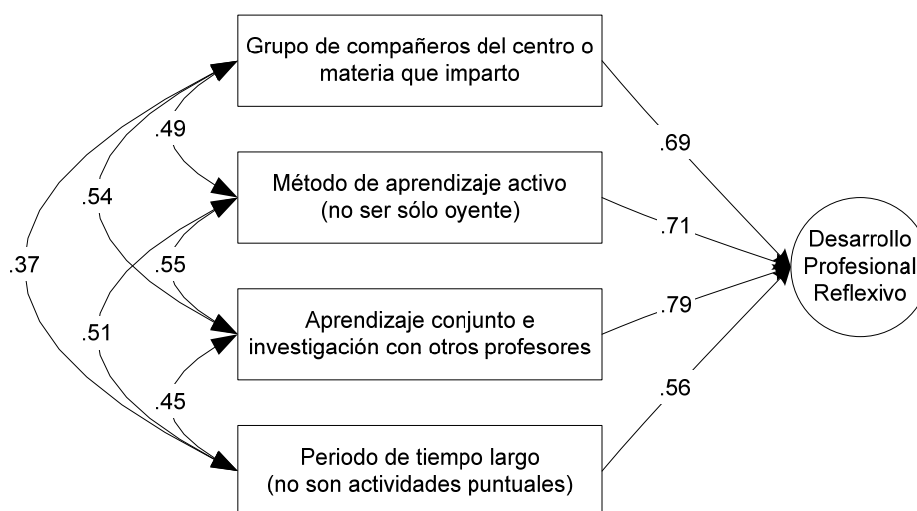 Grupo de compañeros del centro o
materia que imparto
.49
.69
.54
Método de aprendizaje activo
(no ser sólo oyente)
.71
Desarrollo
Profesional
Reflexivo
.37
.55
.51
Aprendizaje conjunto e
investigación con otros profesores
.79
.45
.56
Periodo de tiempo largo
(no son actividades puntuales)